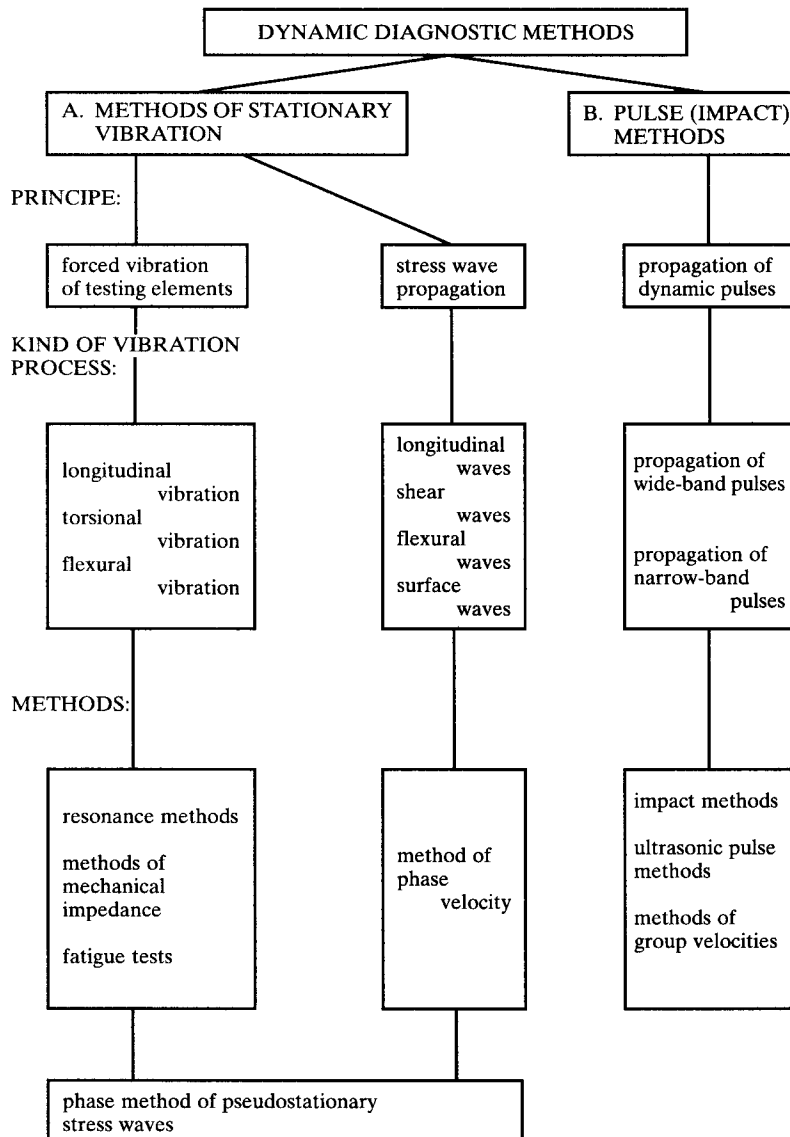 DYNAMIC DIAGNOSTIC METHODS
A. METHODS OF STATIONARY
VIBRATION
B. PULSE (IMPACT)
METHODS
PRINCIPE:
forced vibration
of testing elements
stress wave
propagation
propagation of
dynamic pulses
KIND OF VIBRATION
PROCESS:
longitudinal
vibration
torsional
vibration
flexural
vibration
longitudinal
waves
shear
waves
flexural
waves
surface
waves
propagation of
wide-band pulses
propagation of
narrow-band
pulses
METHODS:
resonance methods
methods of
mechanical
impedance
fatigue tests
method of
phase
velocity
impact methods
ultrasonic pulse
methods
methods of
group velocities
phase method of pseudostationary
stress waves